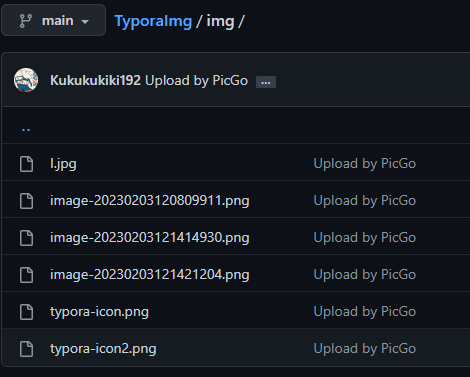 main TyporaImg / img /
Kukukukiki192 Upload by PicGo ...
..
l.jpg Upload by PicGo
image-20230203120809911.png Upload by PicGo
image-20230203121414930.png Upload by PicGo
image-20230203121421204.png Upload by PicGo
typora-icon.png Upload by PicGo
typora-icon2.png Upload by PicGo